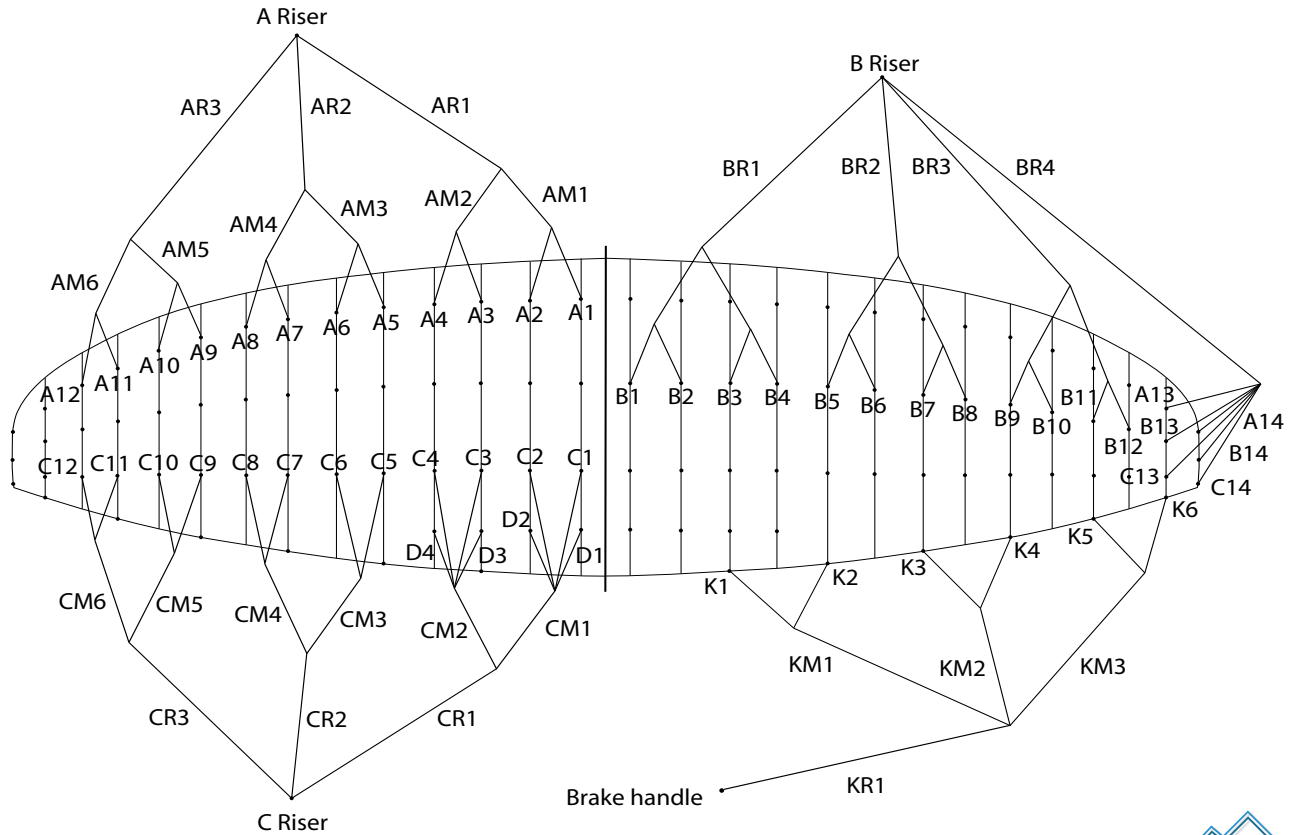 A Riser
B Riser
AR3
AR2
AR1
BR1
BR2
BR3
BR4
AM2
AM1
AM4
AM3
AM5
AM6
A12
A11
A10
A9
A8
A7
A6
A5
A4
A3
A2
A1
B1
B2
B3
B4
B5
B6
B7
B8
B9
B10
B11
B12
A13
B13
C13
A14
B14
C14
C12
C11
C10
C9
C8
C7
C6
C5
C4
C3
C2
C1
D4
D3
D2
D1
K1
K2
K3
K4
K5
K6
CM6
CM5
CM4
CM3
CM2
CM1
KM1
KM2
KM3
CR3
CR2
CR1
KR1
Brake handle
C Riser